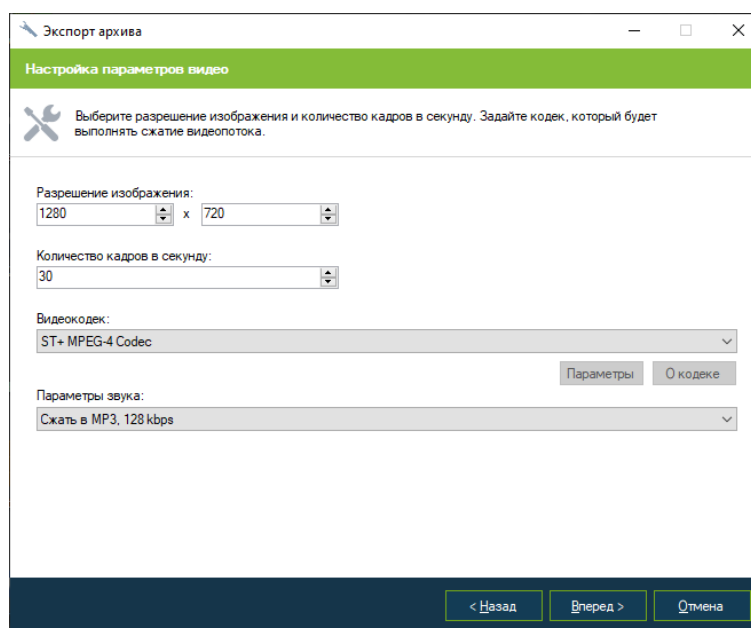 Экспорт архива
Настройка параметров видео
Выберите разрешение изображения и количество кадров в секунду. Задайте кодек, который будет
выполнять сжатие видеопотока.
Разрешение изображения:
1280 x 720
Количество кадров в секунду:
30
Видеокодек:
ST+ MPEG-4 Codec
Параметры О кодеке
Параметры звука:
Сжать в MP3, 128 kbps
< Назад Вперед > Отмена